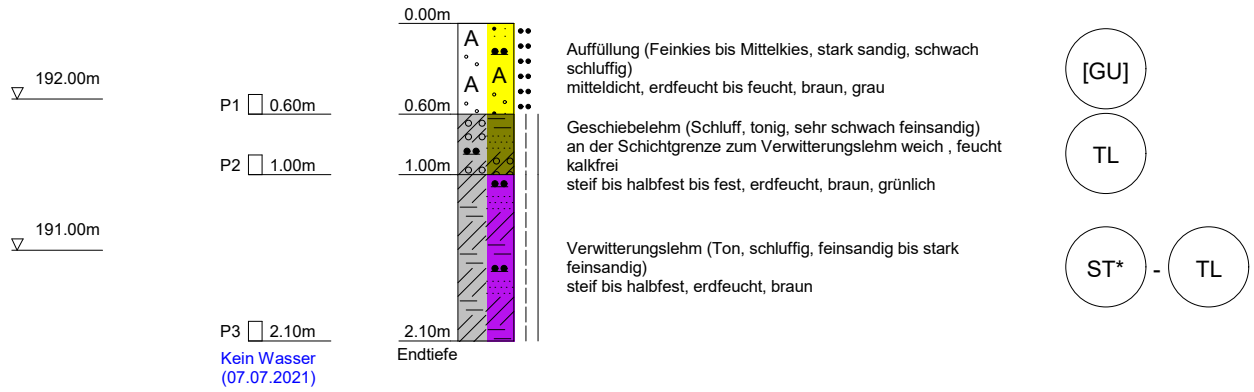 0.00m
A
A
A
Auffüllung (Feinkies bis Mittelkies, stark sandig, schwach
schluffig)
mitteldicht, erdfeucht bis feucht, braun, grau
[GU]
192.00m
P1 0.60m
0.60m
Geschiebelehm (Schluff, tonig, sehr schwach feinsandig)
an der Schichtgrenze zum Verwitterungslehm weich , feucht
kalkfrei
steif bis halbfest bis fest, erdfeucht, braun, grünlich
TL
P2 1.00m
1.00m
191.00m
Verwitterungslehm (Ton, schluffig, feinsandig bis stark
feinsandig)
steif bis halbfest, erdfeucht, braun
ST* - TL
P3 2.10m
2.10m
Kein Wasser
(07.07.2021)
Endtiefe